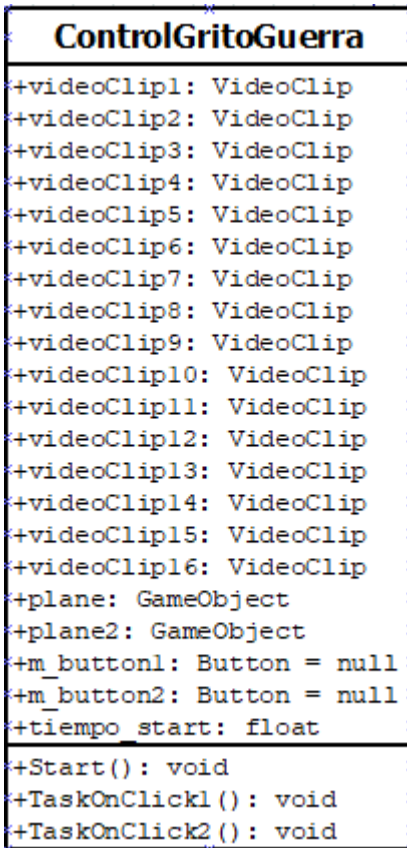 ControlGritoGuerra
+videoClip1: VideoClip
+videoClip2: VideoClip
+videoClip3: VideoClip
+videoClip4: VideoClip
+videoClip5: VideoClip
+videoClip6: VideoClip
+videoClip7: VideoClip
+videoClip8: VideoClip
+videoClip9: VideoClip
+videoClip10: VideoClip
+videoClip11: VideoClip
+videoClip12: VideoClip
+videoClip13: VideoClip
+videoClip14: VideoClip
+videoClip15: VideoClip
+videoClip16: VideoClip
+plane: GameObject
+plane2: GameObject
+m_button1: Button = null
+m_button2: Button = null
+tiempo_start: float
+Start(): void
+TaskOnClick1(): void
+TaskOnClick2(): void